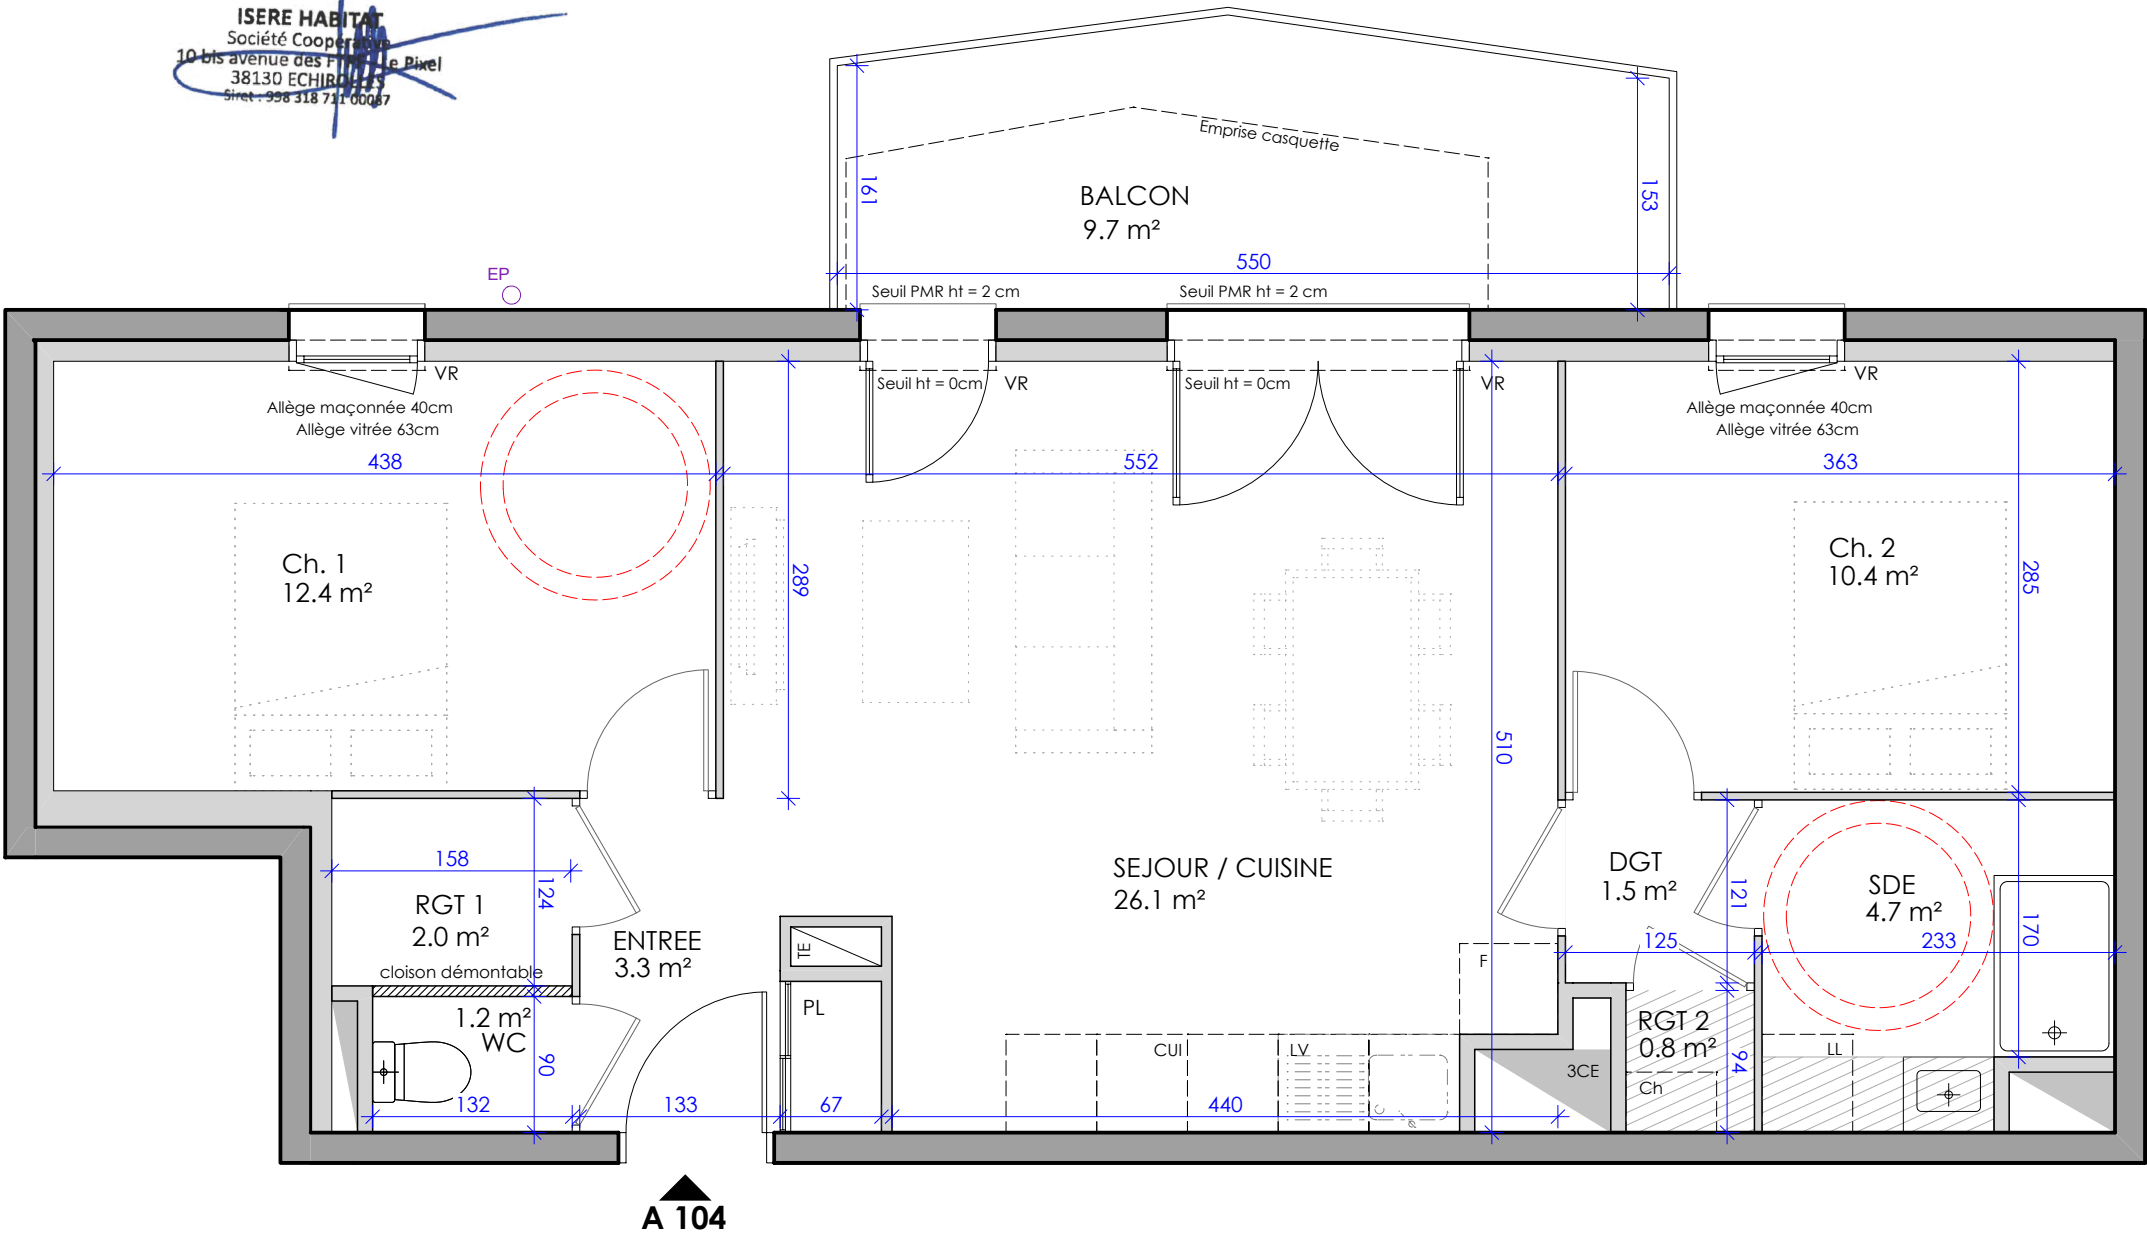 ISERE HABITAT
Société Coopérative
10 bis avenue des Le Pixel
38130 ECHIROLLES
Siret : 998 318 711 00087
Emprise casquette
161
BALCON
9.7 m²
153
550
EP
Seuil PMR ht = 2 cm
Seuil PMR ht = 2 cm
VR
Seuil ht = 0cm
VR
Seuil ht = 0cm
VR
VR
Allège maçonnée 40cm
Allège vitrée 63cm
Allège maçonnée 40cm
Allège vitrée 63cm
438
552
363
Ch. 1
12.4 m²
289
Ch. 2
10.4 m²
285
510
158
124
RGT 1
2.0 m²
cloison démontable
ENTREE
3.3 m²
TE
PL
SEJOUR / CUISINE
26.1 m²
DGT
1.5 m²
121
SDE
4.7 m²
170
125
233
F
1.2 m²
WC
90
132
133
67
440
CUI
LV
3CE
RGT 2
0.8 m²
94
Ch
LL
A 104